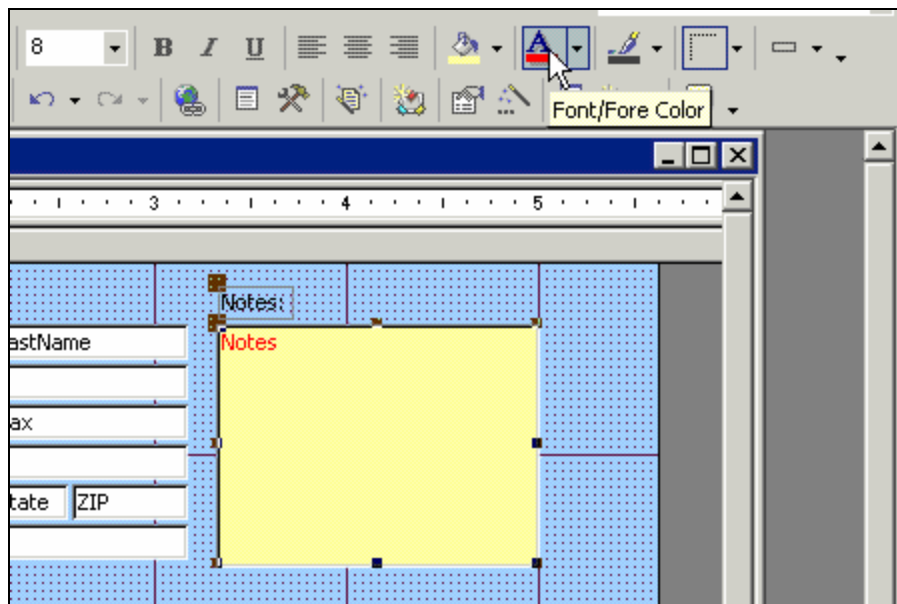 8 B I U A
Font/Fore Color
3 4 5
Notes:
astName Notes
ax
tate ZIP